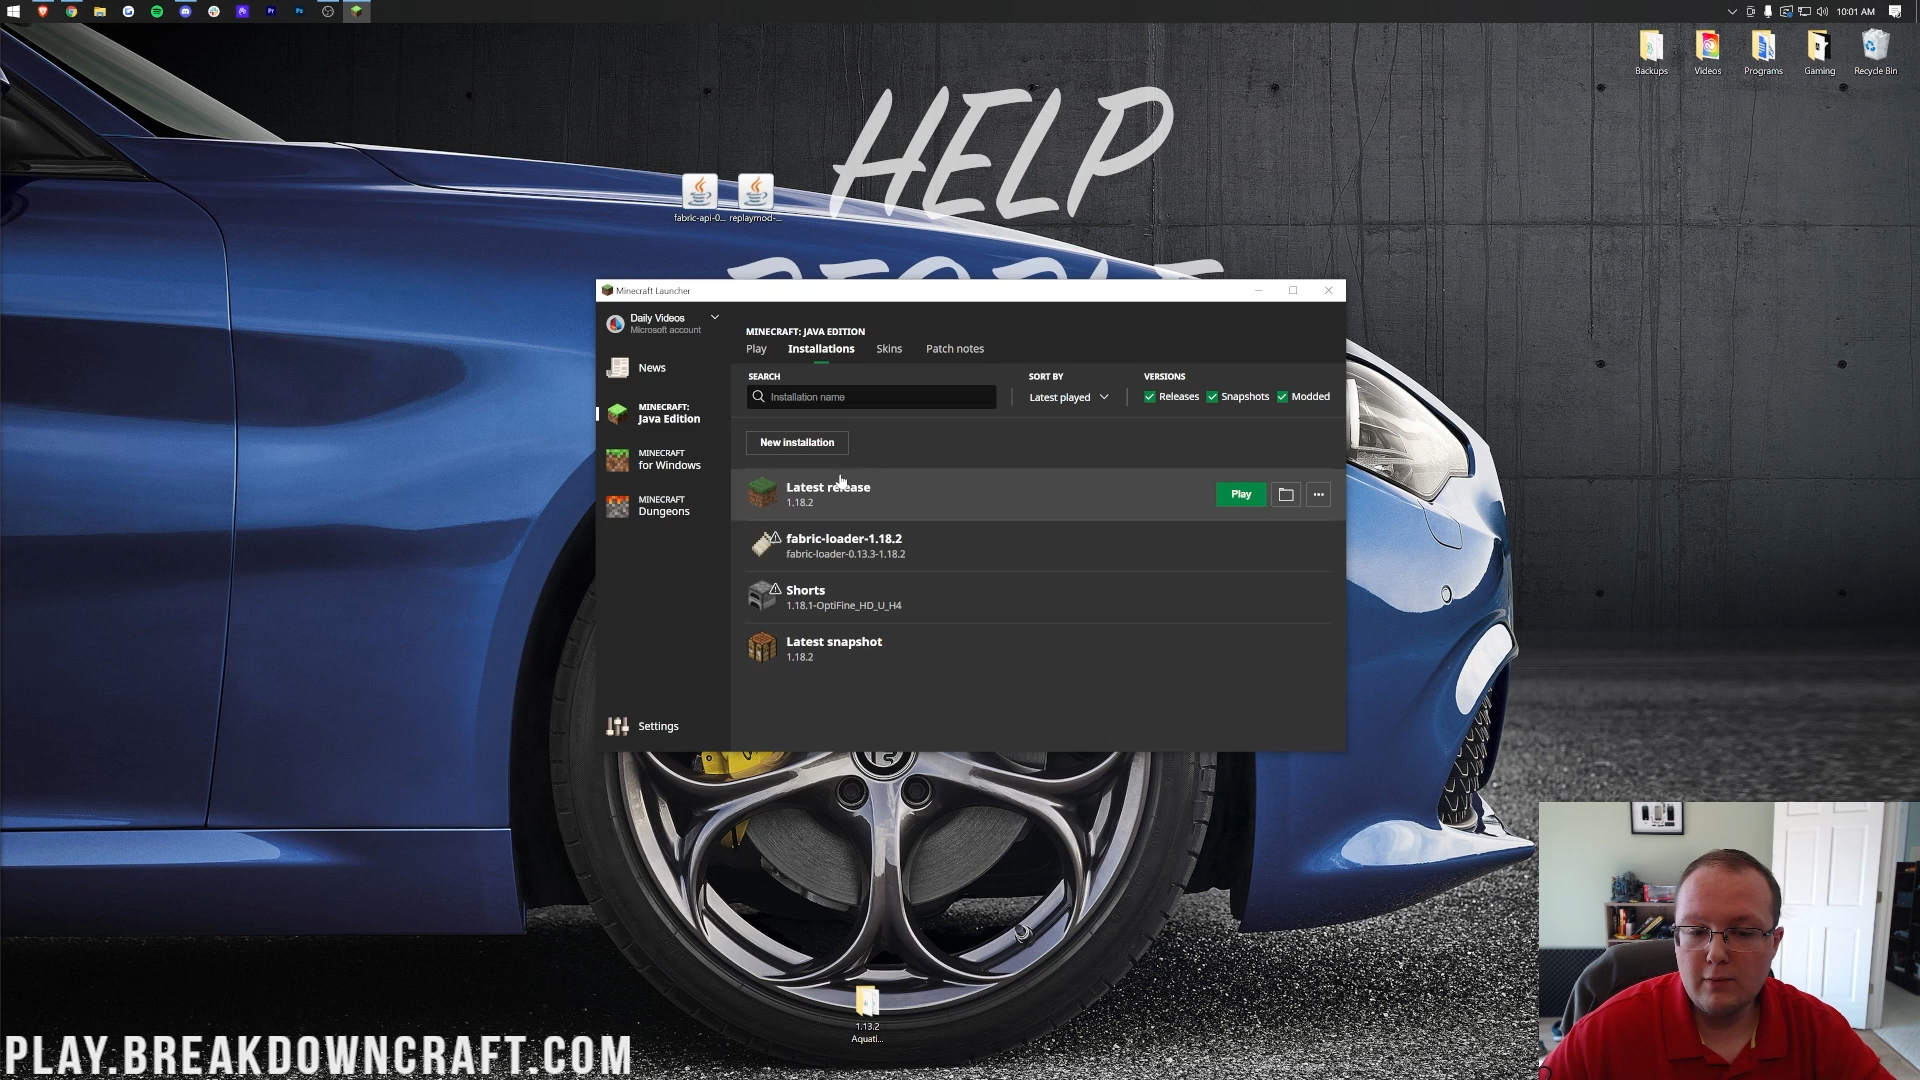 10:01 AM
Backups
Videos
Programs
Gaming
Recycle Bin
HELP
fabric-api-0... replaymod-...
Minecraft Launcher
Daily Videos
Microsoft account
News
MINECRAFT:
Java Edition
MINECRAFT
for Windows
MINECRAFT
Dungeons
Settings
MINECRAFT: JAVA EDITION
Play
Installations
Skins
Patch notes
SEARCH
Installation name
SORT BY
Latest played
VERSIONS
Releases
Snapshots
Modded
New installation
Latest release
1.18.2
Play
fabric-loader-1.18.2
fabric-loader-0.13.3-1.18.2
Shorts
1.18.1-OptiFine_HD_U_H4
Latest snapshot
1.18.2
1.13.2
Aquati...
PLAY.BREAKDOWNCRAFT.COM